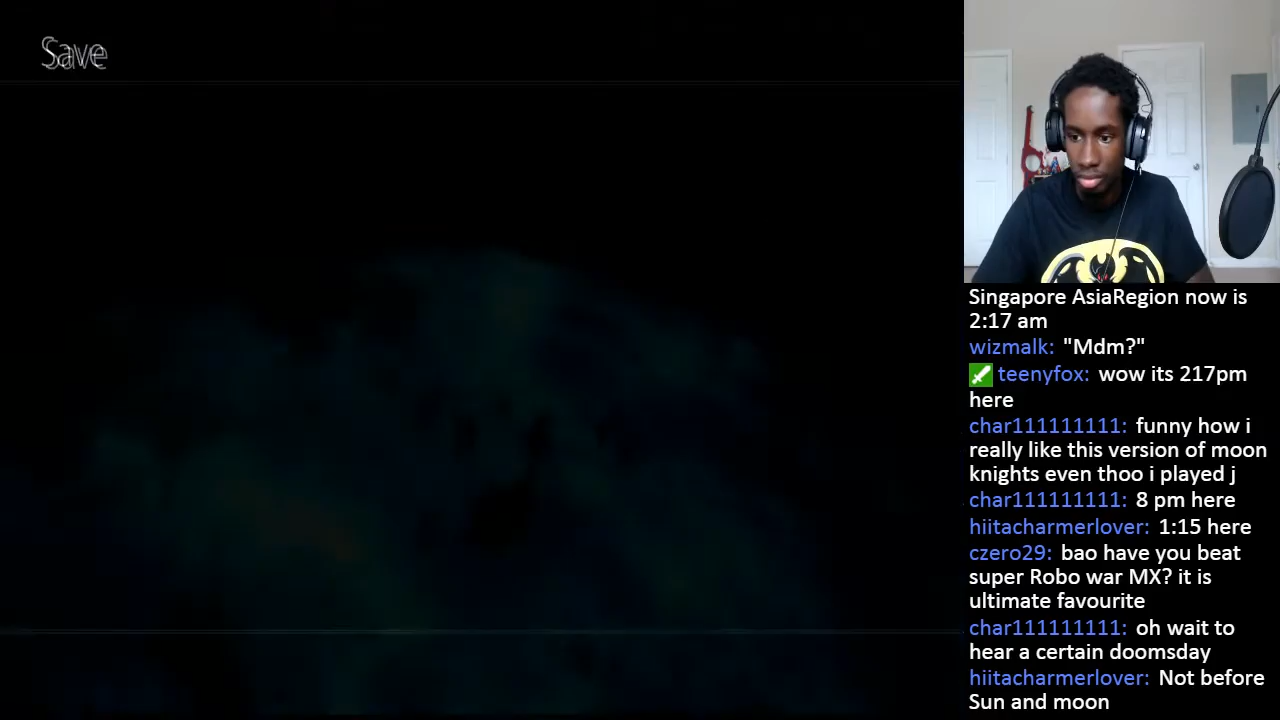 Save
Singapore AsiaRegion now is
2:17 am
wizmalk: "Mdm?"
teenyfox: wow its 217pm
here
char111111111: funny how i
really like this version of moon
knights even thoo i played j
char111111111: 8 pm here
hiitacharmerlover: 1:15 here
czero29: bao have you beat
super Robo war MX? it is
ultimate favourite
char111111111: oh wait to
hear a certain doomsday
hiitacharmerlover: Not before
Sun and moon